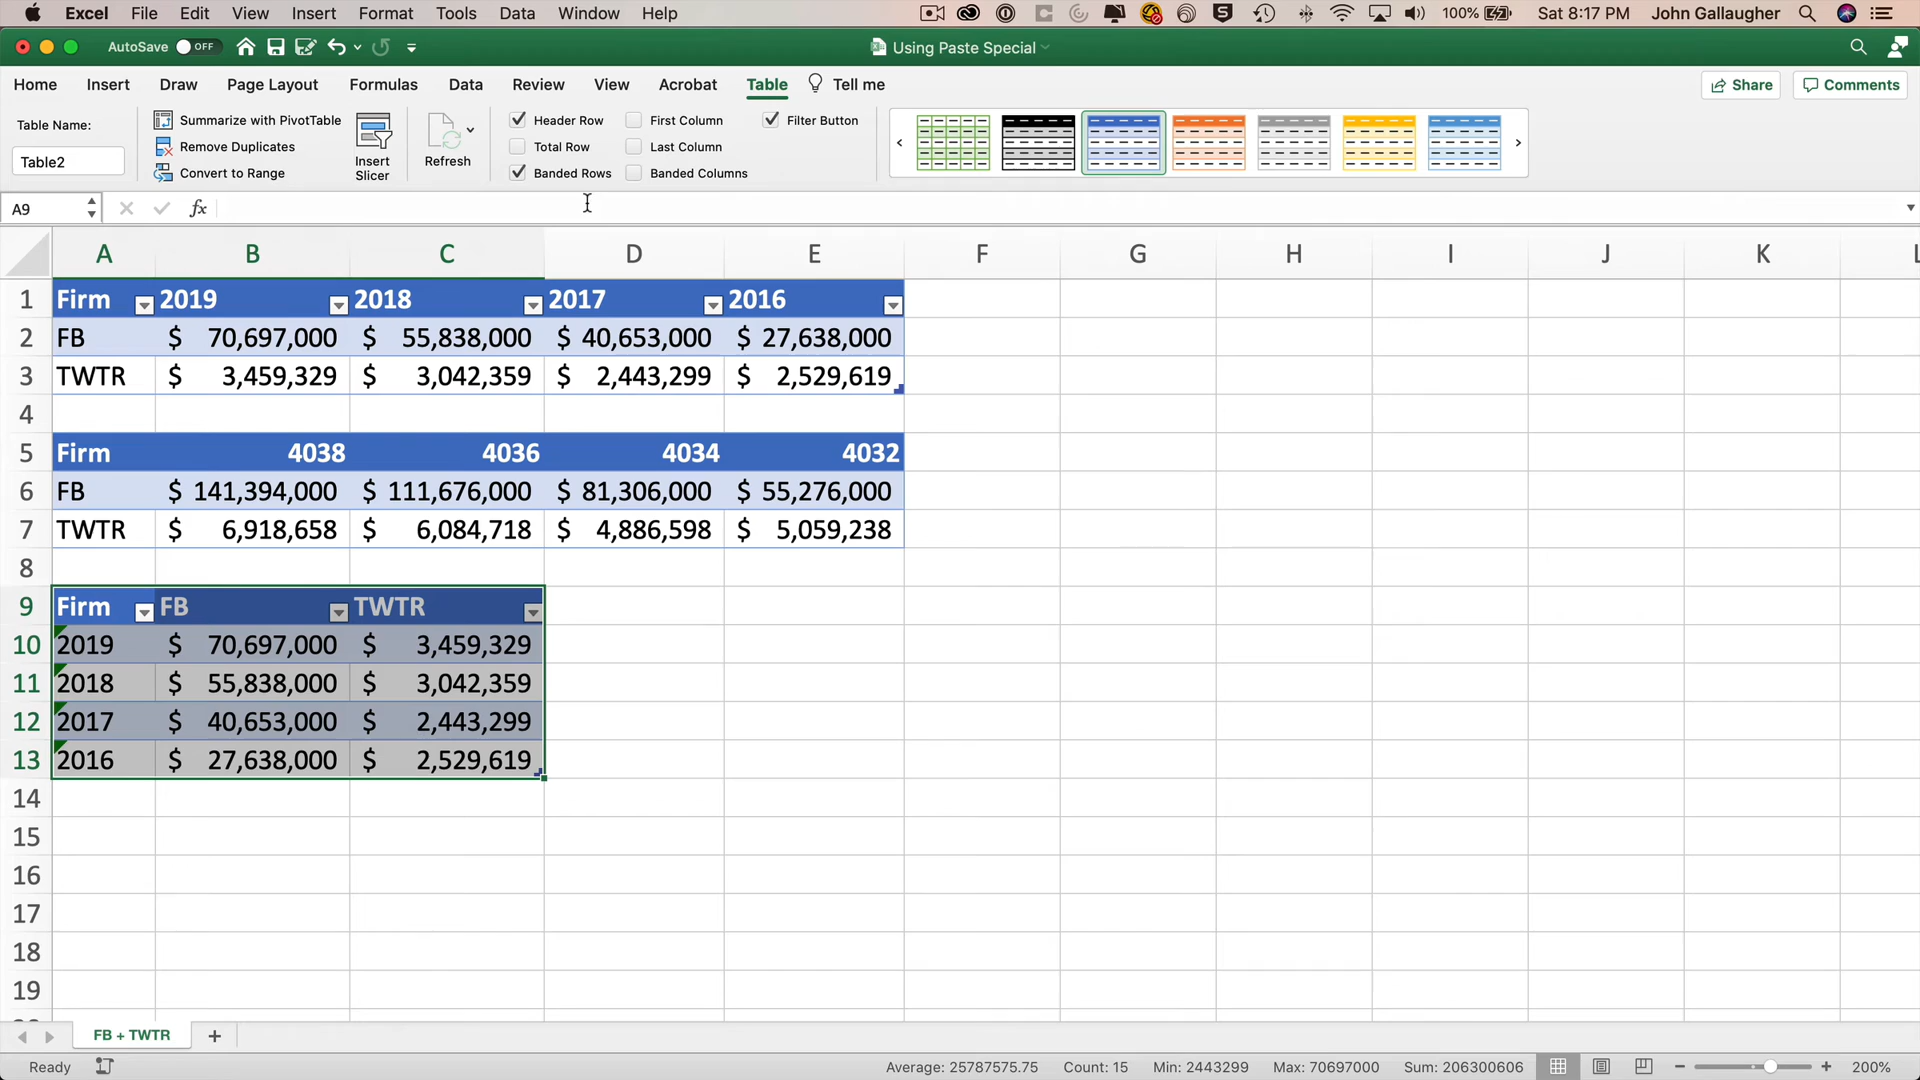 Excel File Edit View Insert Format Tools Data Window Help 100% Sat 8:17 PM John Gallaugher
AutoSave OFF Using Paste Special
Home Insert Draw Page Layout Formulas Data Review View Acrobat Table Tell me Share Comments
Table Name:
Table2
Summarize with PivotTable
Remove Duplicates
Convert to Range
Insert
Slicer
Refresh
Header Row First Column Filter Button
Total Row Last Column
Banded Rows Banded Columns
A9 fx
A B C D E F G H I J K L
1 Firm 2019 2018 2017 2016
2 FB $ 70,697,000 $ 55,838,000 $ 40,653,000 $ 27,638,000
3 TWTR $ 3,459,329 $ 3,042,359 $ 2,443,299 $ 2,529,619
4
5 Firm 4038 4036 4034 4032
6 FB $ 141,394,000 $ 111,676,000 $ 81,306,000 $ 55,276,000
7 TWTR $ 6,918,658 $ 6,084,718 $ 4,886,598 $ 5,059,238
8
9 Firm FB TWTR
10 2019 $ 70,697,000 $ 3,459,329
11 2018 $ 55,838,000 $ 3,042,359
12 2017 $ 40,653,000 $ 2,443,299
13 2016 $ 27,638,000 $ 2,529,619
14
15
16
17
18
19
FB + TWTR +
Ready Average: 25787575.75 Count: 15 Min: 2443299 Max: 70697000 Sum: 206300606 200%